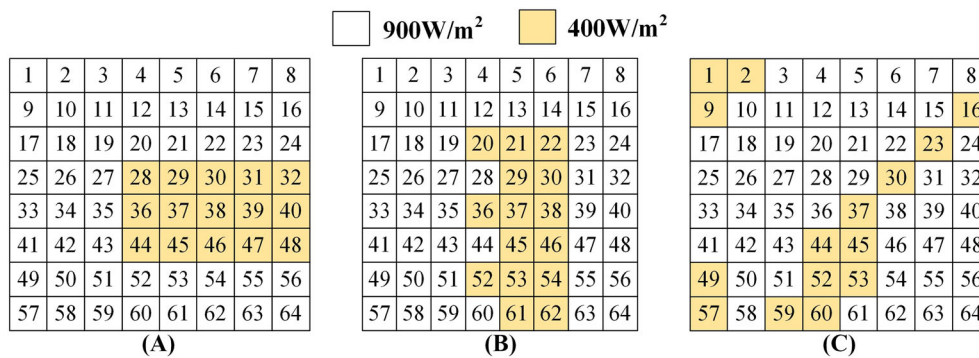 900W/m² 400W/m²
1 2 3 4 5 6 7 8 1 2 3 4 5 6 7 8 1 2 3 4 5 6 7 8
9 10 11 12 13 14 15 16 9 10 11 12 13 14 15 16 9 10 11 12 13 14 15 16
17 18 19 20 21 22 23 24 17 18 19 20 21 22 23 24 17 18 19 20 21 22 23 24
25 26 27 28 29 30 31 32 25 26 27 28 29 30 31 32 25 26 27 28 29 30 31 32
33 34 35 36 37 38 39 40 33 34 35 36 37 38 39 40 33 34 35 36 37 38 39 40
41 42 43 44 45 46 47 48 41 42 43 44 45 46 47 48 41 42 43 44 45 46 47 48
49 50 51 52 53 54 55 56 49 50 51 52 53 54 55 56 49 50 51 52 53 54 55 56
57 58 59 60 61 62 63 64 57 58 59 60 61 62 63 64 57 58 59 60 61 62 63 64
(A) (B) (C)